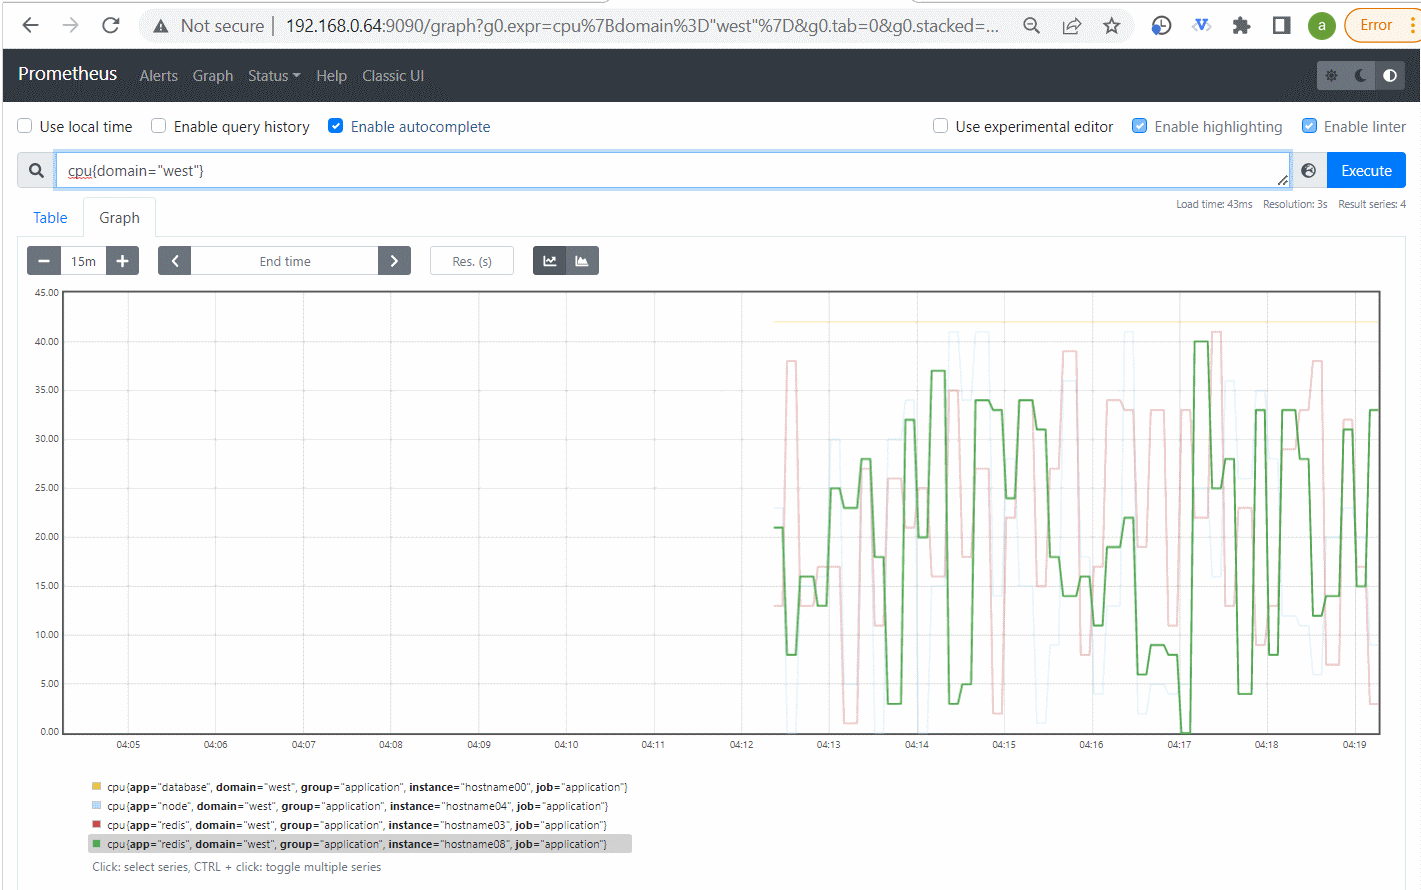 Not secure | 192.168.0.64:9090/graph?g0.expr=cpu%7Bdomain%3D"west"%7D&g0.tab=0&g0.stacked=... a Error
Prometheus Alerts Graph Status Help Classic UI
Use local time Enable query history Enable autocomplete Use experimental editor Enable highlighting Enable linter
cpu{domain="west"} Execute
Load time: 43ms Resolution: 3s Result series: 4
Table Graph
15m End time Res. (s)
45.00
40.00
35.00
30.00
25.00
20.00
15.00
10.00
5.00
0.00
04:05 04:06 04:07 04:08 04:09 04:10 04:11 04:12 04:13 04:14 04:15 04:16 04:17 04:18 04:19
cpu{app="database", domain="west", group="application", instance="hostname00", job="application"}
cpu{app="node", domain="west", group="application", instance="hostname04", job="application"}
cpu{app="redis", domain="west", group="application", instance="hostname03", job="application"}
cpu{app="redis", domain="west", group="application", instance="hostname08", job="application"}
Click: select series, CTRL + click: toggle multiple series